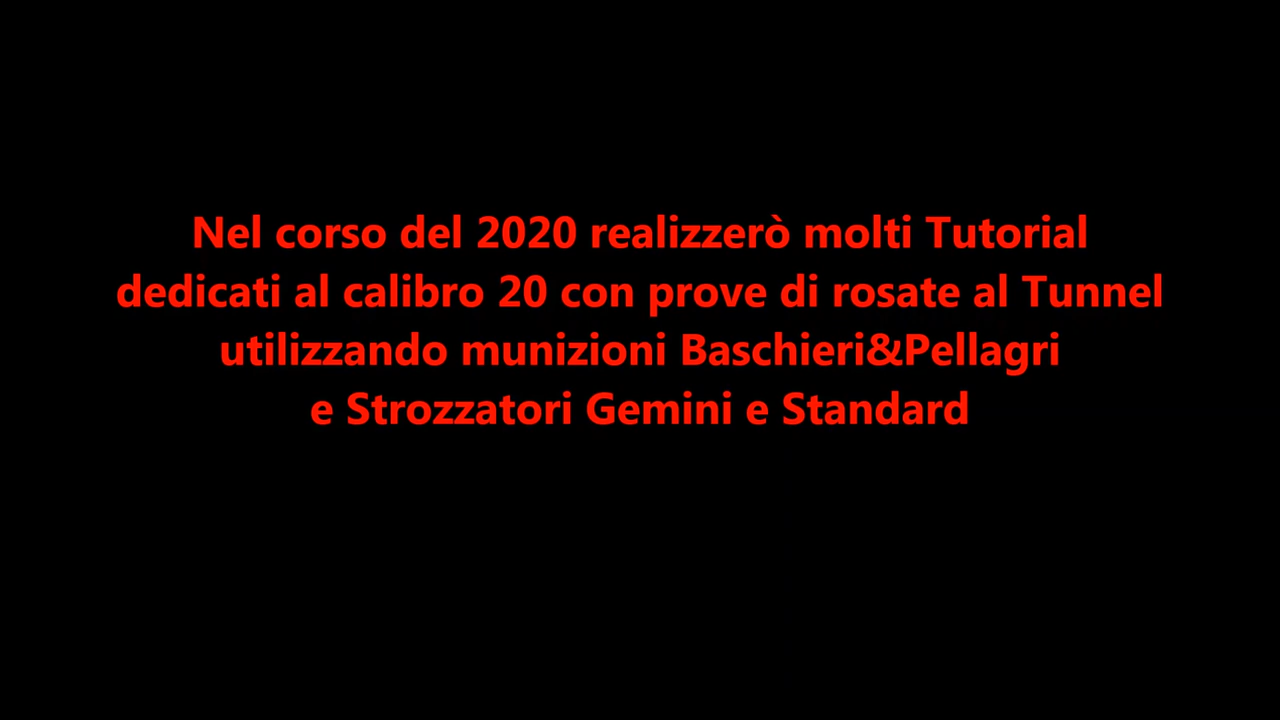 Nel corso del 2020 realizzerò molti Tutorial
dedicati al calibro 20 con prove di rosate al Tunnel
utilizzando munizioni Baschieri&Pellagri
e Strozzatori Gemini e Standard